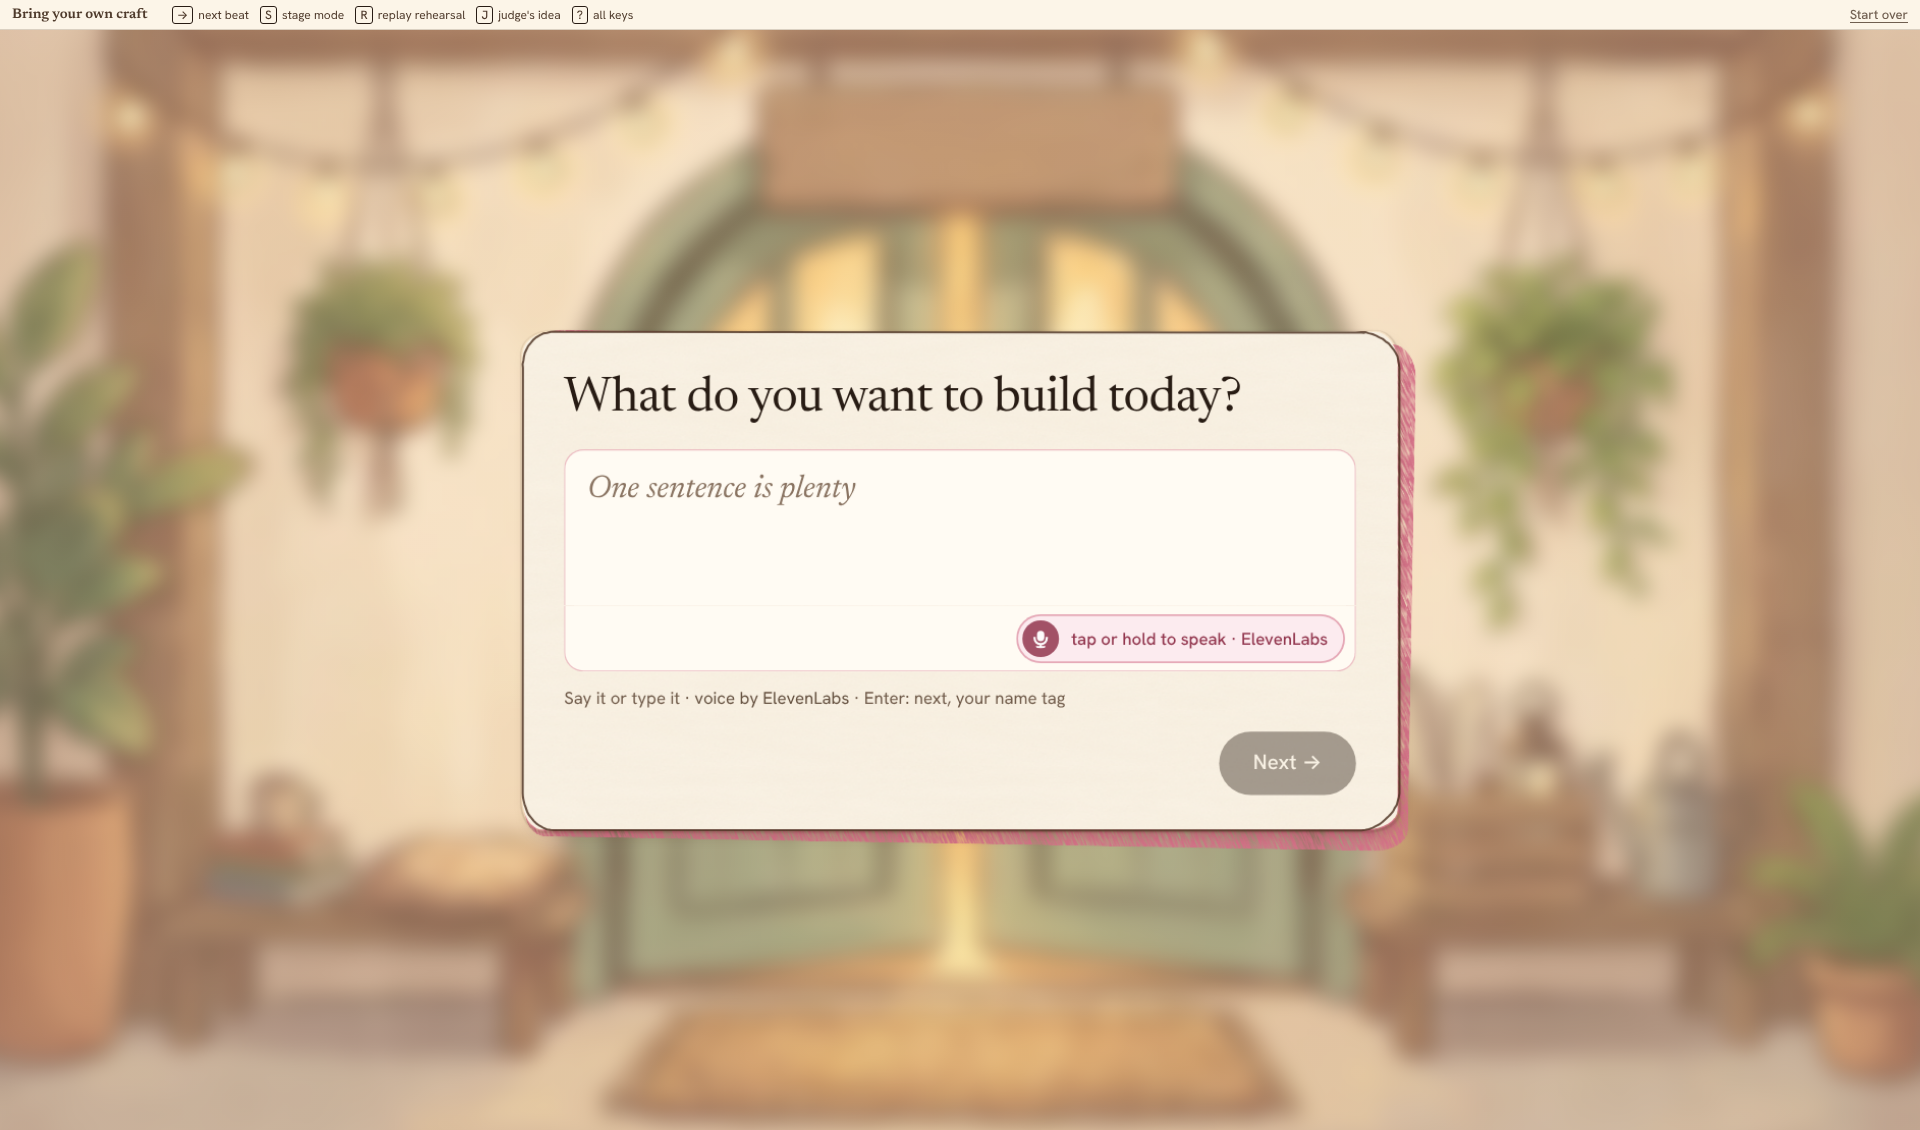 Bring your own craft → next beat S stage mode R replay rehearsal J judge's idea ? all keys Start over
What do you want to build today?
One sentence is plenty
tap or hold to speak · ElevenLabs
Say it or type it · voice by ElevenLabs · Enter: next, your name tag
Next →